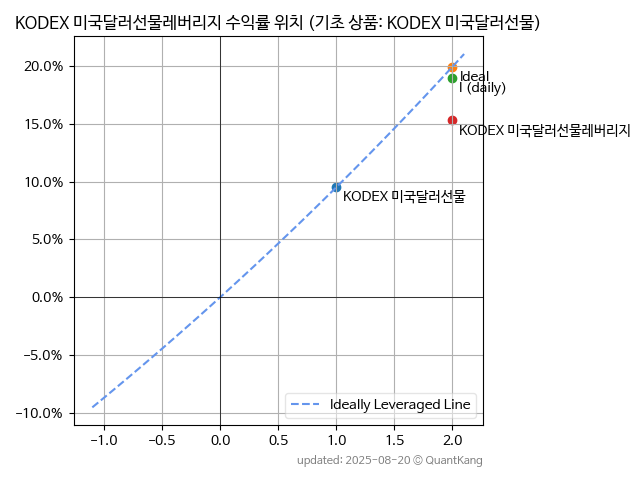 KODEX 미국달러선물레버리지 수익률 위치 (기초 상품: KODEX 미국달러선물)
20.0%
15.0%
10.0%
5.0%
0.0%
−5.0%
−10.0%
Ideal
I (daily)
KODEX 미국달러선물레버리지
KODEX 미국달러선물
Ideally Leveraged Line
−1.0
−0.5
0.0
0.5
1.0
1.5
2.0
updated: 2025-08-20 © QuantKang